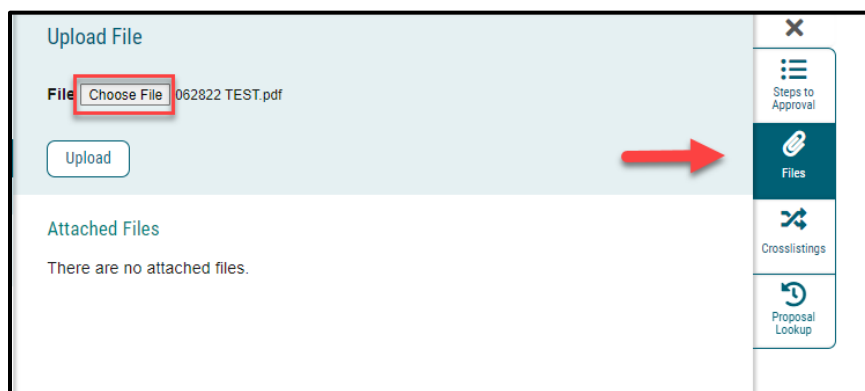 Upload File
File Choose File 062822 TEST.pdf
Upload
Attached Files
There are no attached files.
Steps to
Approval
Files
Crosslistings
Proposal
Lookup